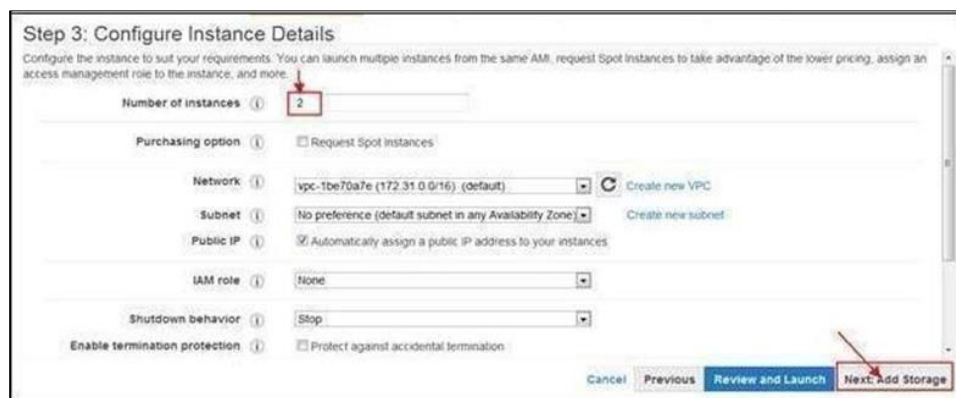 Step 3: Configure Instance Details
Configure the instance to suit your requirements. You can launch multiple instances from the same AMI, request Spot Instances to take advantage of the lower pricing, assign an
access management role to the instance, and more.
Number of instances 2
Purchasing option Request Spot Instances
Network vpc-1be70a7e (172.31.0.0/16) (default) Create new VPC
Subnet No preference (default subnet in any Availability Zone) Create new subnet
Public IP Automatically assign a public IP address to your instances
IAM role None
Shutdown behavior Stop
Enable termination protection Protect against accidental termination
Cancel Previous Review and Launch Next: Add Storage